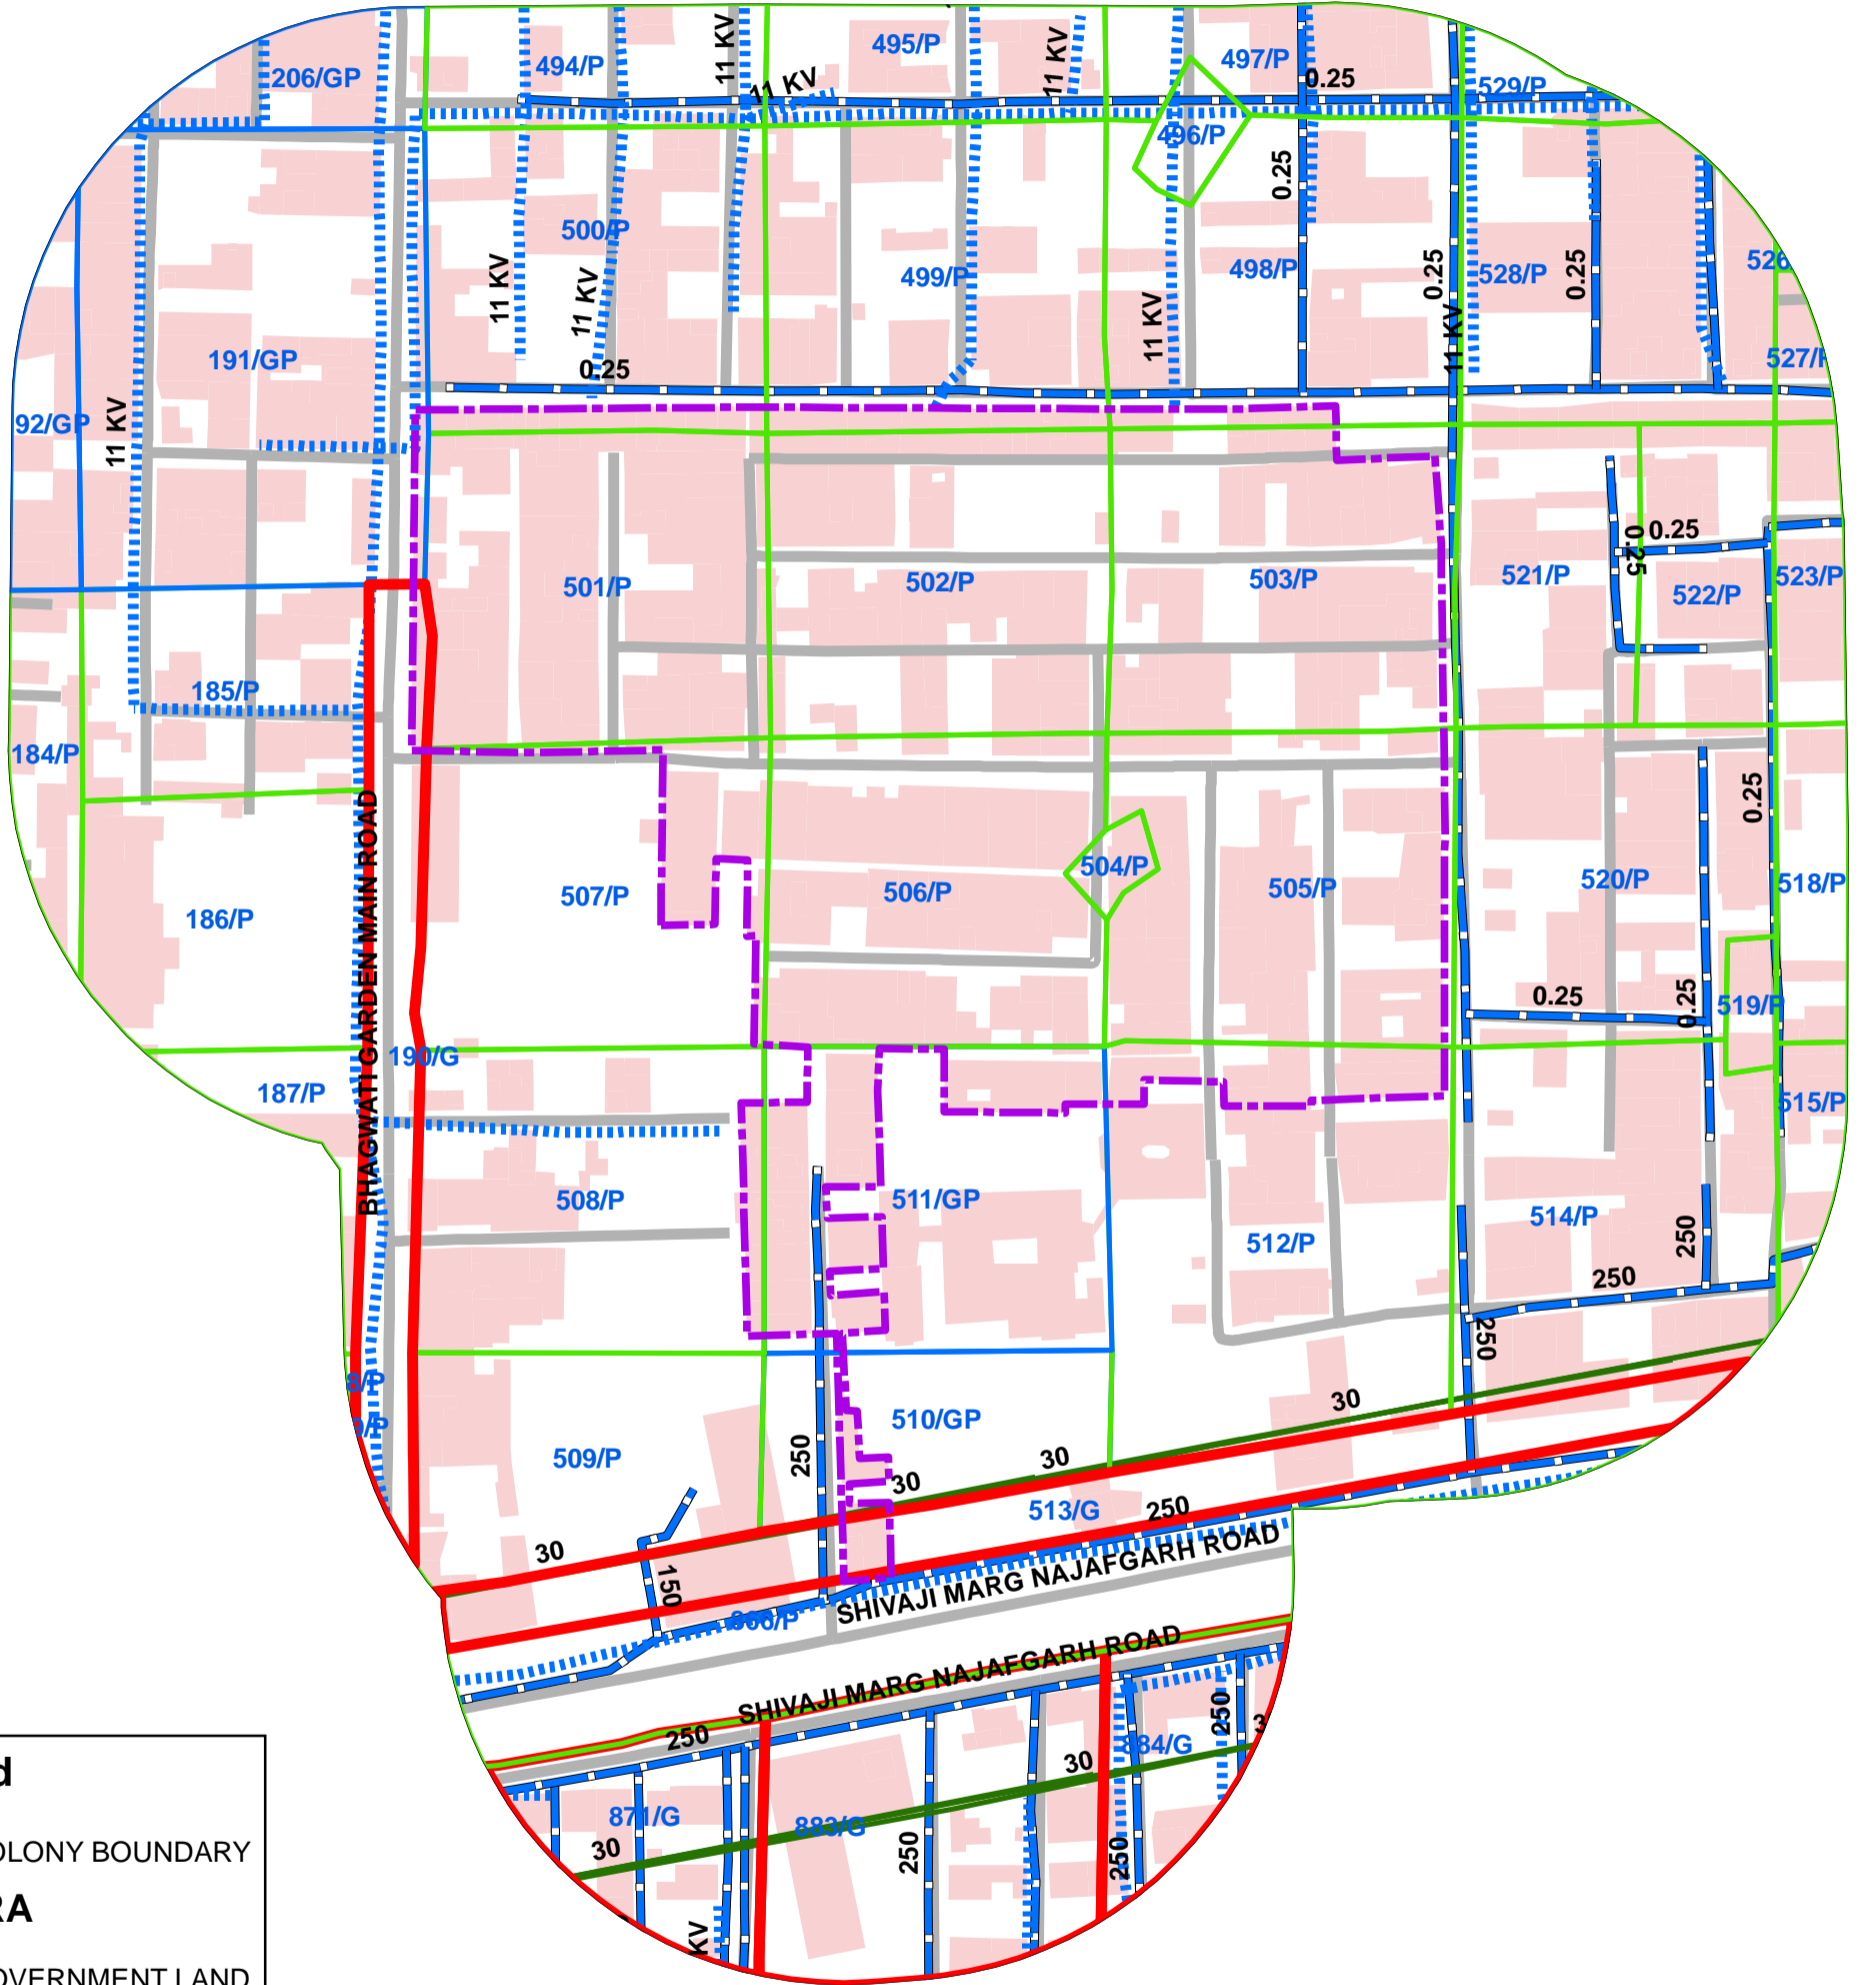 495/P
497/P
494/P
206/GP
11 KV
11 KV
11 KV
0.25
529/P
496/P
0.25
500/P
499/P
498/P
528/P
0.25
0.25
11 KV
11 KV
11 KV
11 KV
191/GP
0.25
527/
92/GP
11 KV
0.25
0.25
501/P
502/P
503/P
521/P
522/P
523/P
185/P
184/P
0.25
504/P
507/P
506/P
505/P
520/P
518/P
186/P
BHAGWATI GARDEN MAIN ROAD
0.25
0.25
519/P
190/G
187/P
515/P
508/P
511/GP
512/P
514/P
250
250
250
30
510/GP
509/P
250
30
30
513/G
250
30
150
SHIVAJI MARG NAJAFGARH ROAD
866/P
SHIVAJI MARG NAJAFGARH ROAD
250
250
884/G
30
871/G
883/G
30
250
250
KV
OLONY BOUNDARY
RA
OVERNMENT LAND